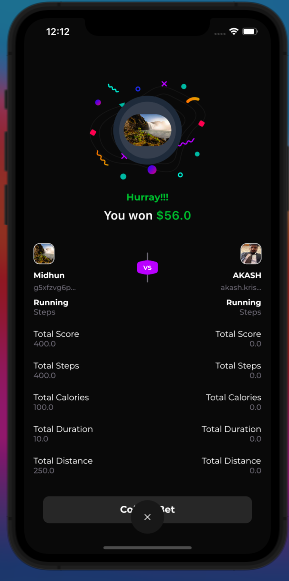 12:12
Hurray!!!
You won $56.0
VS
Midhun AKASH
g5xfzvg6p... akash.kris...
Running Running
Steps Steps
Total Score Total Score
400.0 0.0
Total Steps Total Steps
400.0 0.0
Total Calories Total Calories
100.0 0.0
Total Duration Total Duration
10.0 0.0
Total Distance Total Distance
250.0 0.0
Bet